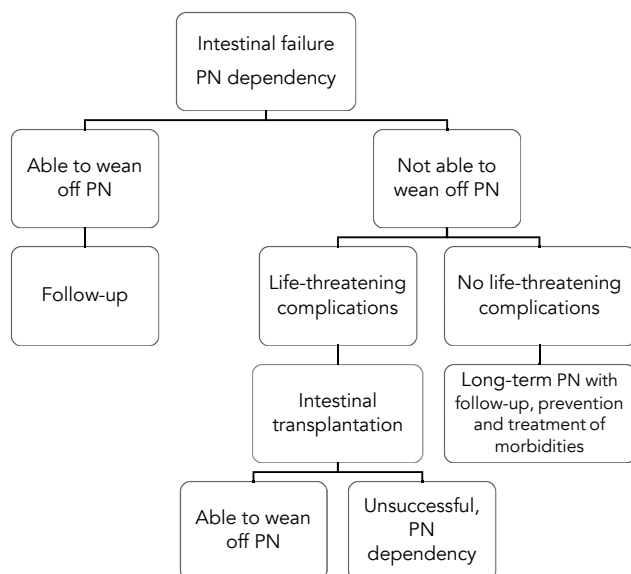 Intestinal failure
PN dependency
Able to wean
off PN
Not able to
wean off PN
Follow-up
Life-threatening
complications
No life-threatening
complications
Intestinal
transplantation
Long-term PN with
follow-up, prevention
and treatment of
morbidities
Able to wean
off PN
Unsuccessful,
PN
dependency